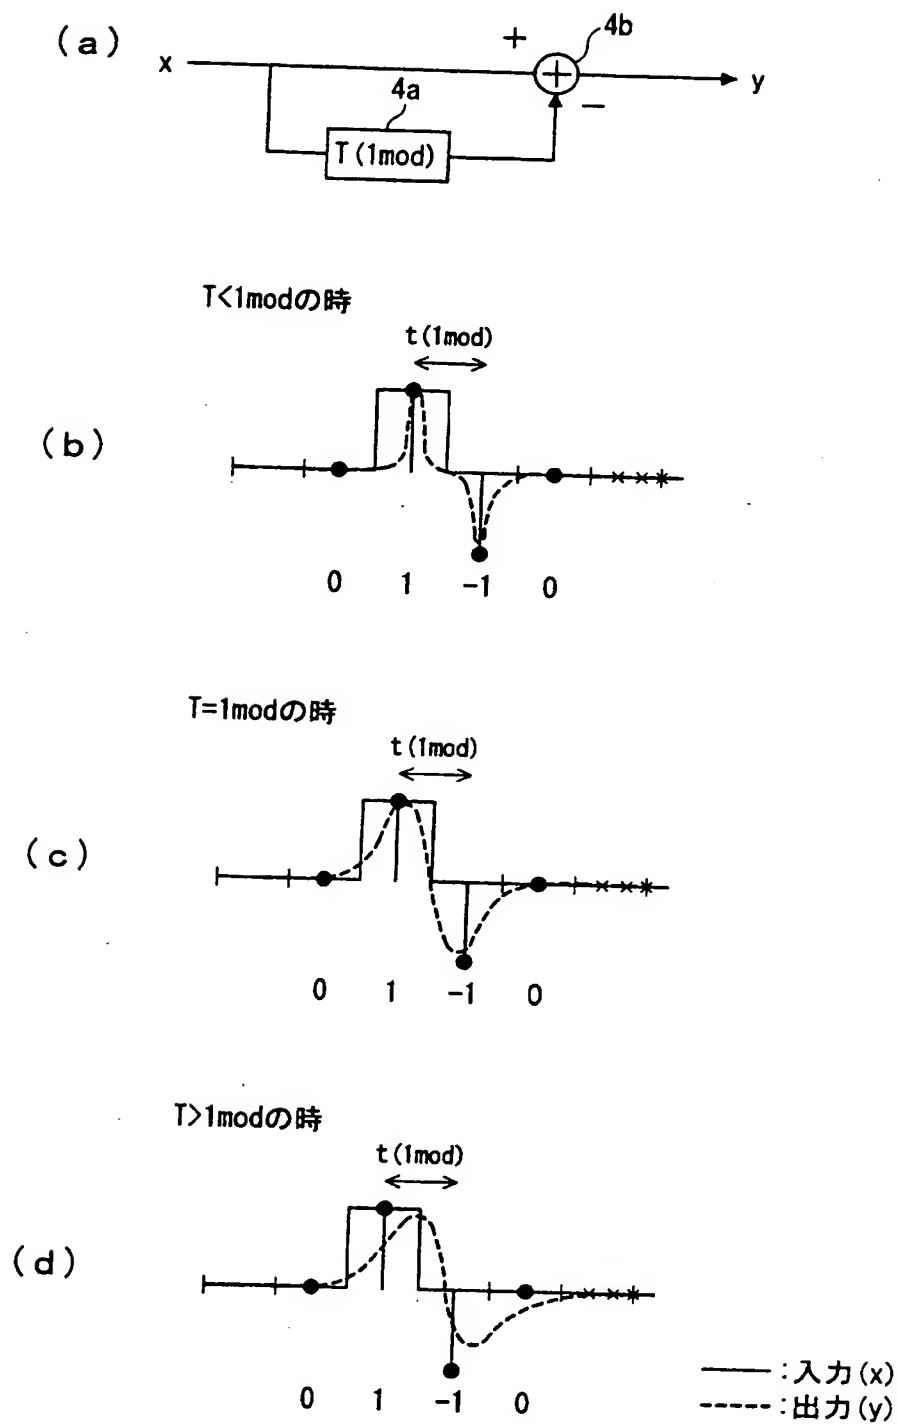 (a)
x
+
4b
y
4a
−
T(1mod)
T<1modの時
t(1mod)
(b)
0 1 -1 0
T=1modの時
t(1mod)
(c)
0 1 -1 0
T>1modの時
t(1mod)
(d)
0 1 -1 0
:入力(x)
:出力(y)